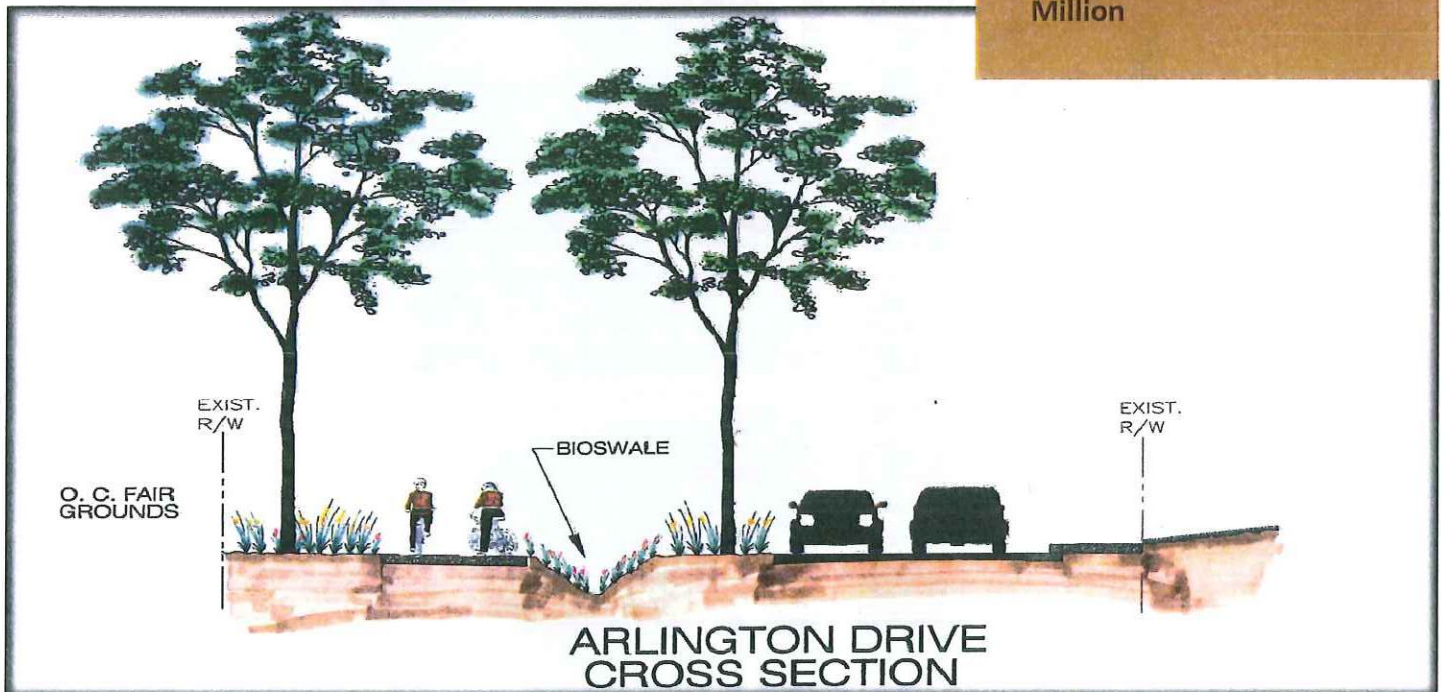 Million
EXIST.
R/W
EXIST.
R/W
BIOSWALE
O. C. FAIR
GROUNDS
ARLINGTON DRIVE
CROSS SECTION